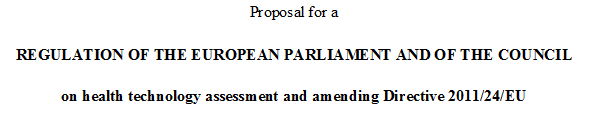 Proposal for a
REGULATION OF THE EUROPEAN PARLIAMENT AND OF THE COUNCIL
on health technology assessment and amending Directive 2011/24/EU